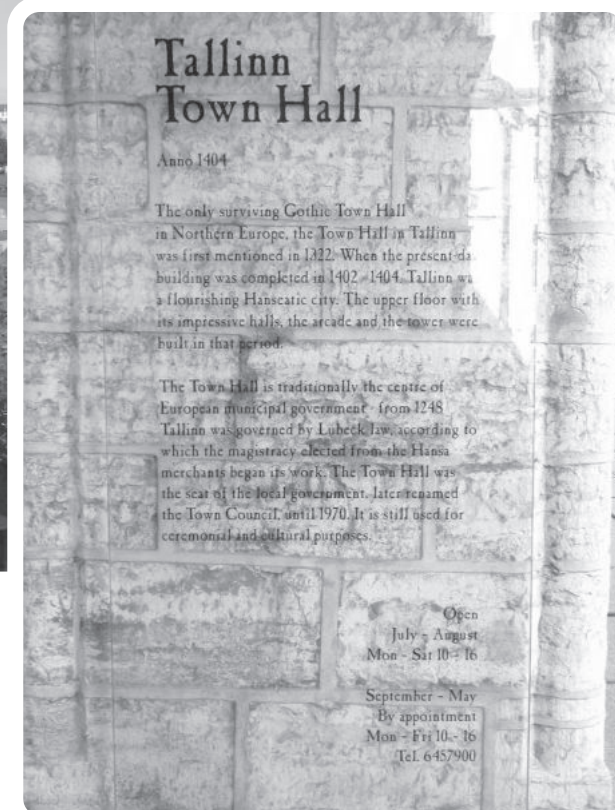 Tallinn
Town Hall
Anno 1404
The only surviving Gothic Town Hall
in Northern Europe, the Town Hall in Tallinn
was first mentioned in 1322. When the present-da
building was completed in 1402 - 1404, Tallinn wa
a flourishing Hanseatic city. The upper floor with
its impressive halls, the arcade and the tower were
built in that period.
The Town Hall is traditionally the centre of
European municipal government - from 1248
Tallinn was governed by Lubeck law, according to
which the magistracy elected from the Hansa
merchants began its work. The Town Hall was
the seat of the local government, later renamed
the Town Council, until 1970. It is still used for
ceremonial and cultural purposes.
Open
July - August
Mon - Sat 10 - 16
September - May
By appointment
Mon - Fri 10 - 16
Tel. 6457900